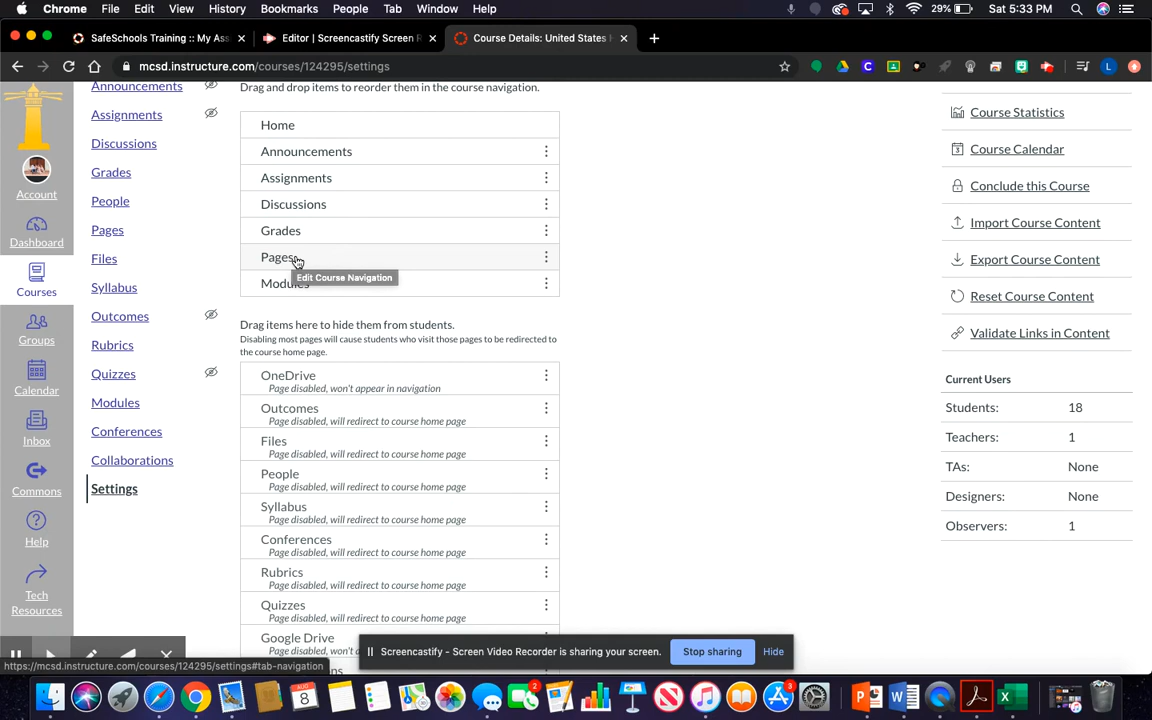 Chrome File Edit View History Bookmarks People Tab Window Help 29% Sat 5:33 PM
SafeSchools Training :: My Ass
Editor | Screencastify Screen R
Course Details: United States H
mcsd.instructure.com/courses/124295/settings
L
Account
Dashboard
Courses
Groups
Calendar
Inbox
Commons
Help
Tech
Resources
Announcements
Assignments
Discussions
Grades
People
Pages
Files
Syllabus
Outcomes
Rubrics
Quizzes
Modules
Conferences
Collaborations
Settings
Drag and drop items to reorder them in the course navigation.
Home
Announcements
Assignments
Discussions
Grades
Pages
Edit Course Navigation
Modules
Drag items here to hide them from students.
Disabling most pages will cause students who visit those pages to be redirected to
the course home page.
OneDrive
Page disabled, won't appear in navigation
Outcomes
Page disabled, will redirect to course home page
Files
Page disabled, will redirect to course home page
People
Page disabled, will redirect to course home page
Syllabus
Page disabled, will redirect to course home page
Conferences
Page disabled, will redirect to course home page
Rubrics
Page disabled, will redirect to course home page
Quizzes
Page disabled, will redirect to course home page
Google Drive
Page disabled, won't
Course Statistics
Course Calendar
Conclude this Course
Import Course Content
Export Course Content
Reset Course Content
Validate Links in Content
Current Users
Students: 18
Teachers: 1
TAs: None
Designers: None
Observers: 1
Screencastify - Screen Video Recorder is sharing your screen. Stop sharing Hide
https://mcsd.instructure.com/courses/124295/settings#tab-navigation
AUG
8
2
3